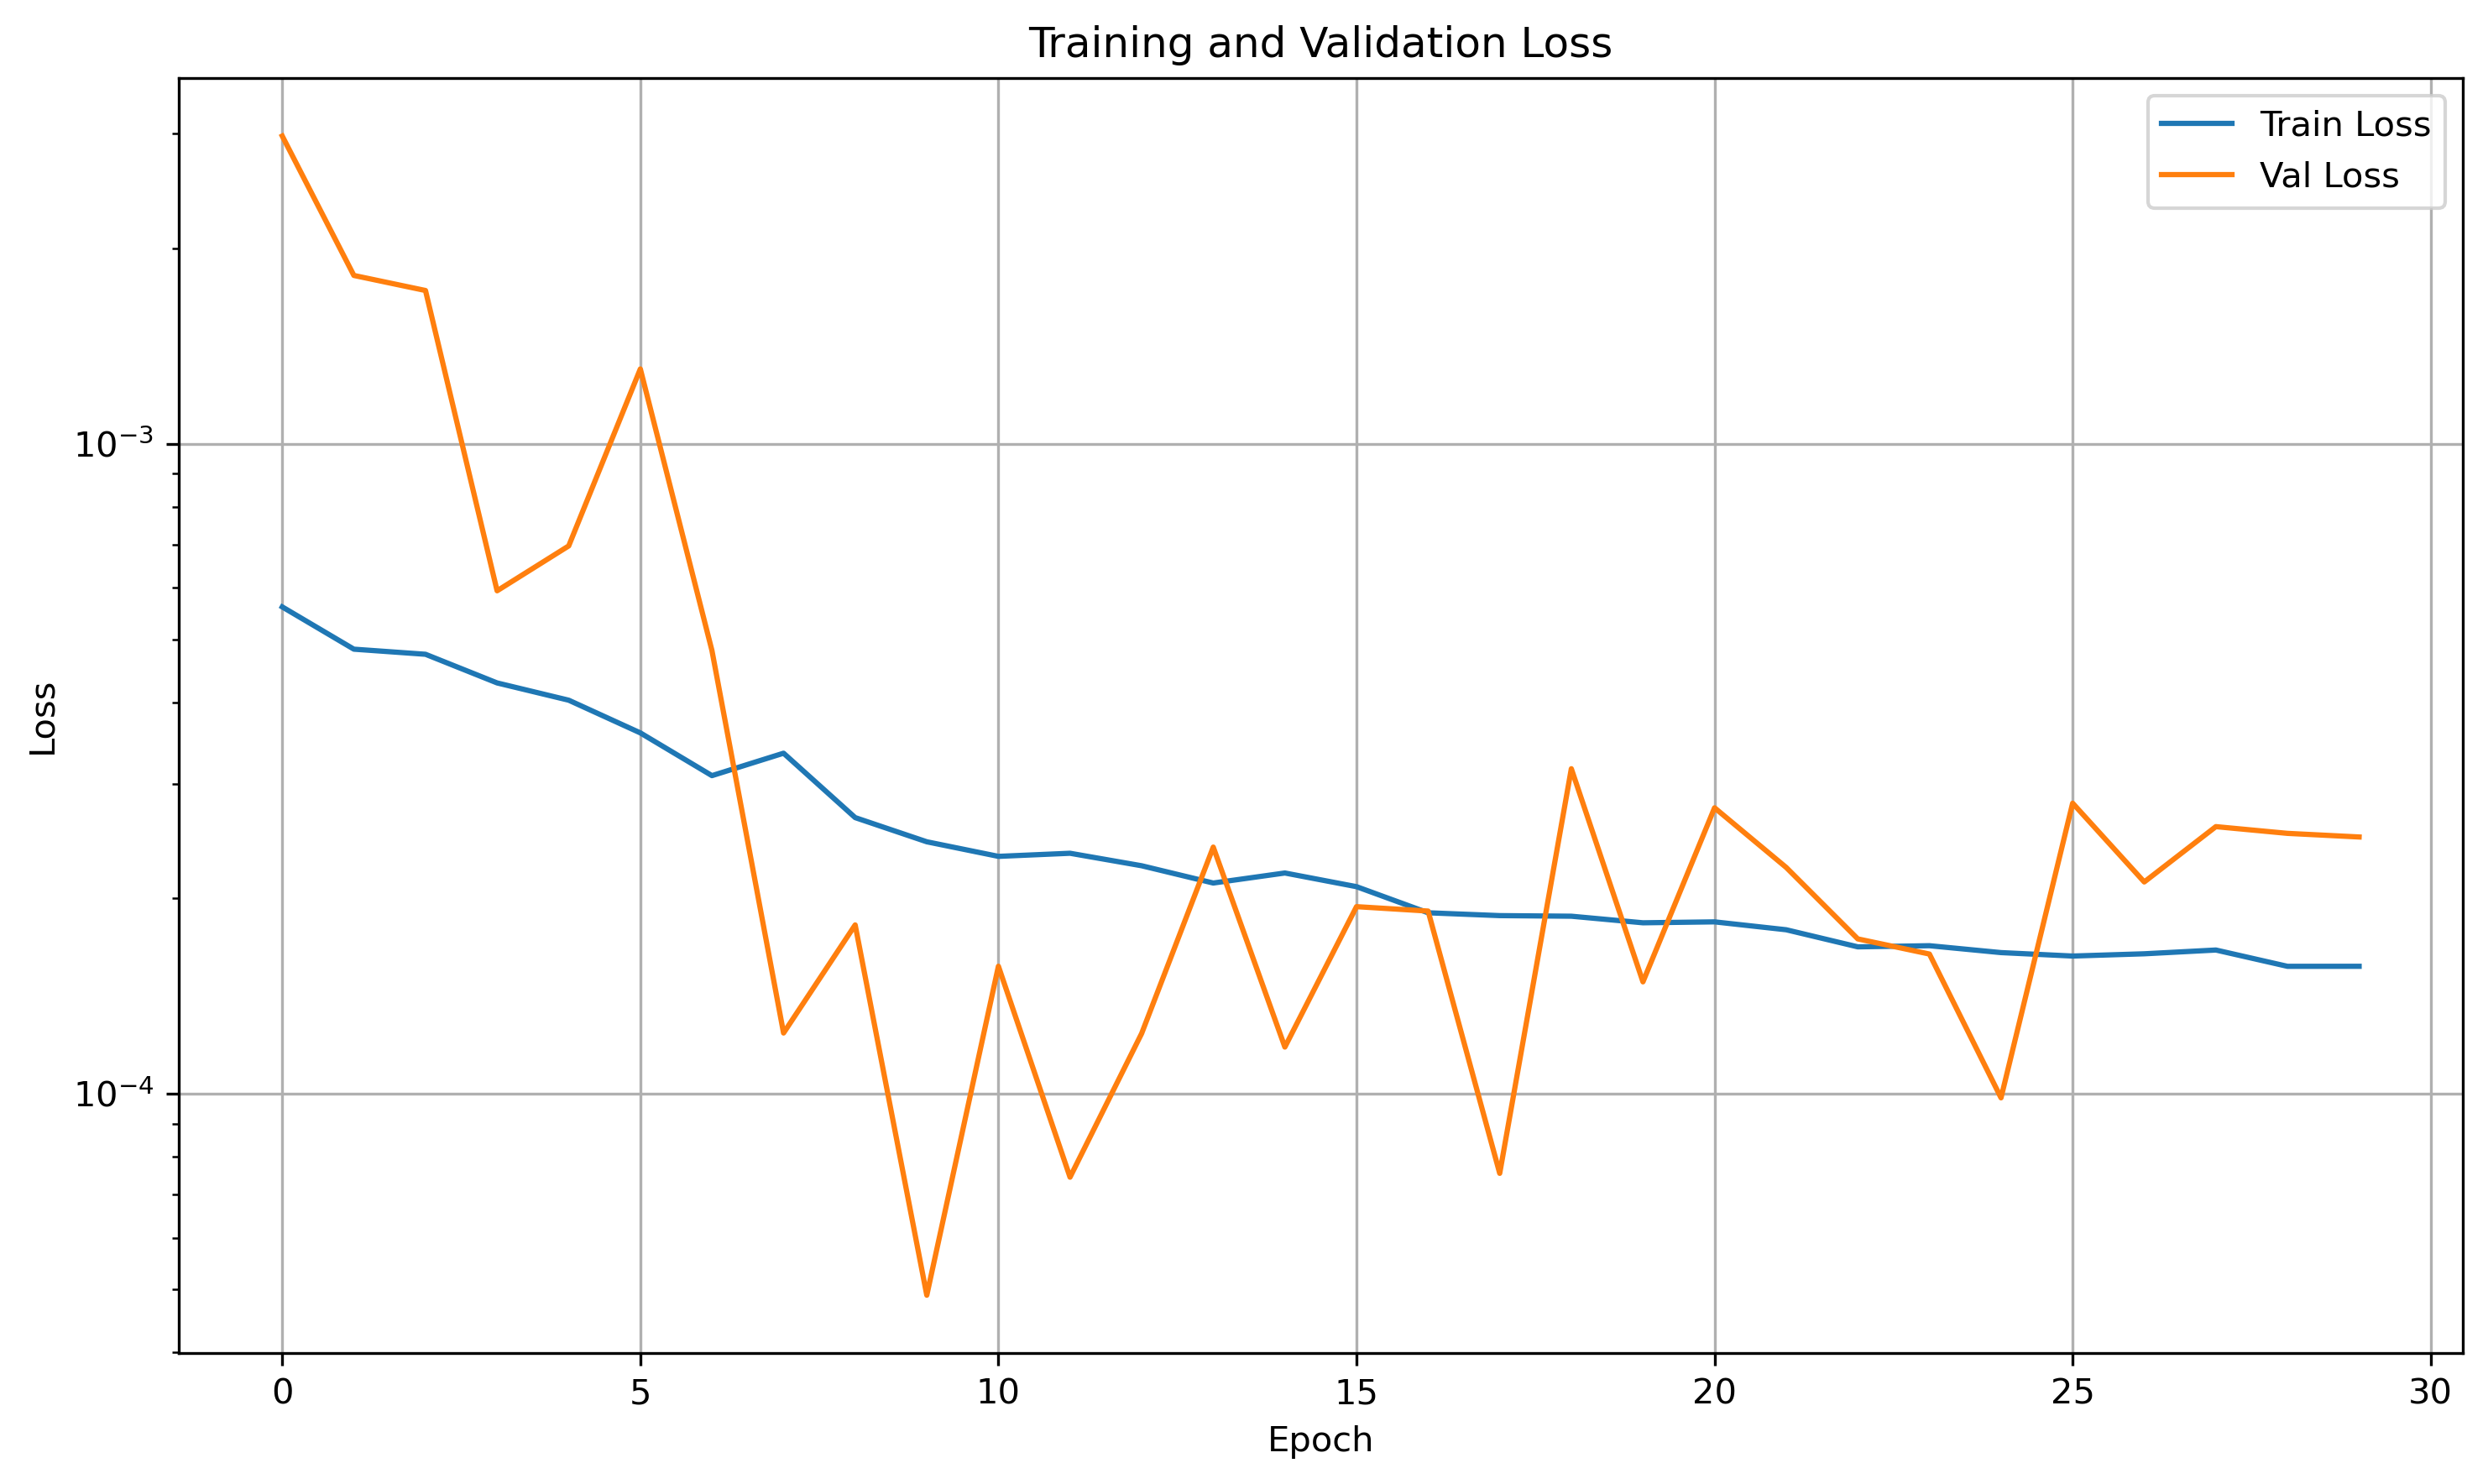 Training and Validation Loss
Train Loss
Val Loss
10⁻³
10⁻⁴
Loss
0 5 10 15 20 25 30
Epoch